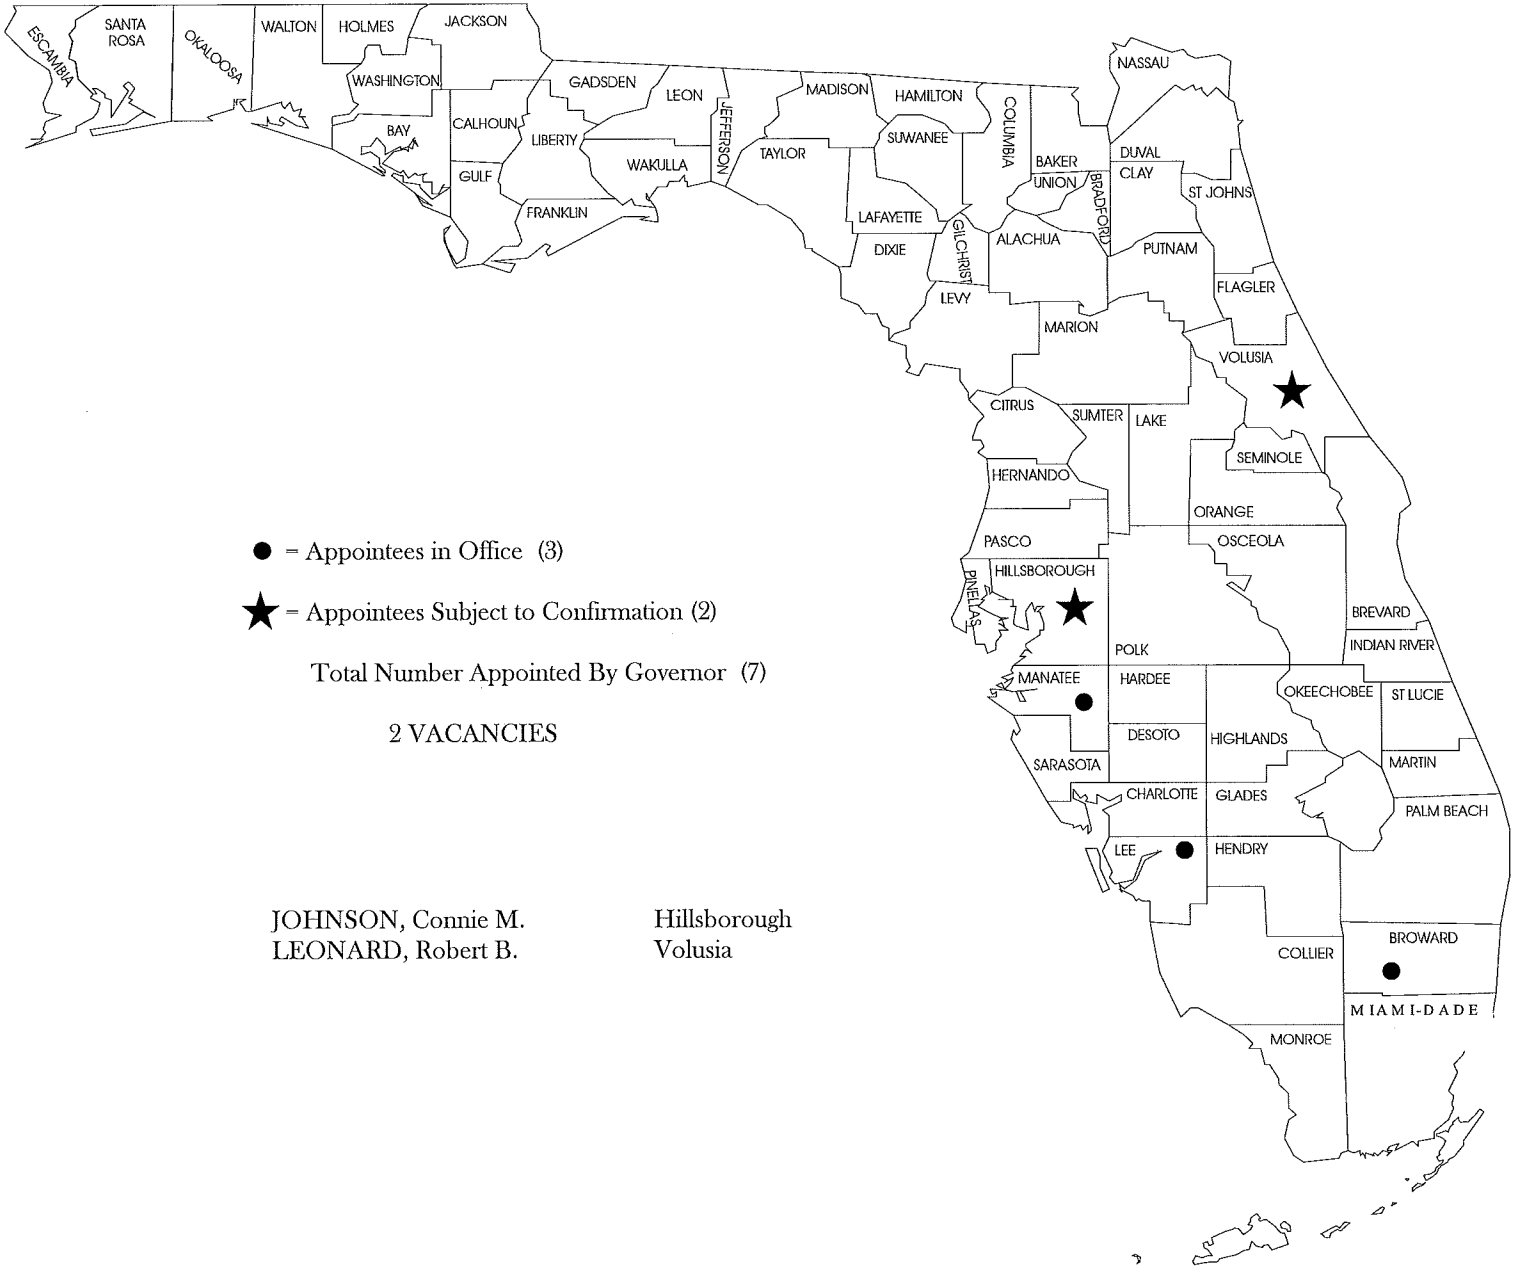 ESCAMBIA
SANTA
ROSA
OKALOOSA
WALTON
HOLMES
JACKSON
WASHINGTON
BAY
CALHOUN
GULF
GADSDEN
LIBERTY
FRANKLIN
LEON
WAKULLA
JEFFERSON
TAYLOR
MADISON
HAMILTON
SUWANEE
LAFAYETTE
DIXIE
COLUMBIA
GILCHRIST
LEVY
BAKER
UNION
BRADFORD
ALACHUA
NASSAU
DUVAL
CLAY
ST JOHNS
PUTNAM
FLAGLER
MARION
VOLUSIA
CITRUS
SUMTER
LAKE
SEMINOLE
HERNANDO
ORANGE
PASCO
OSCEOLA
HILLSBOROUGH
PINELLAS
BREVARD
INDIAN RIVER
POLK
MANATEE
HARDEE
OKEECHOBEE
ST LUCIE
DESOTO
HIGHLANDS
SARASOTA
MARTIN
CHARLOTTE
GLADES
PALM BEACH
LEE
HENDRY
BROWARD
COLLIER
MIAMI-DADE
MONROE
= Appointees in Office (3)
= Appointees Subject to Confirmation (2)
Total Number Appointed By Governor (7)
2 VACANCIES
JOHNSON, Connie M. Hillsborough
LEONARD, Robert B. Volusia